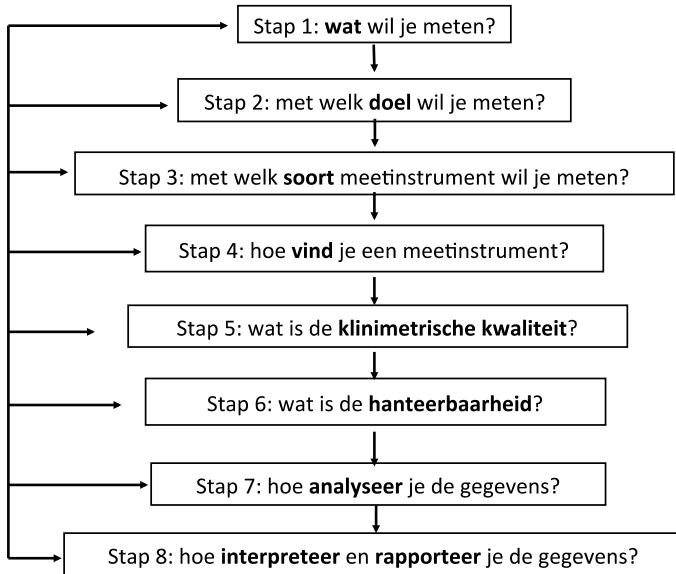 Stap 1: wat wil je meten?
Stap 2: met welk doel wil je meten?
Stap 3: met welk soort meetinstrument wil je meten?
Stap 4: hoe vind je een meetinstrument?
Stap 5: wat is de klinimetrische kwaliteit?
Stap 6: wat is de hanteerbaarheid?
Stap 7: hoe analyseer je de gegevens?
Stap 8: hoe interpreteer en rapporteer je de gegevens?